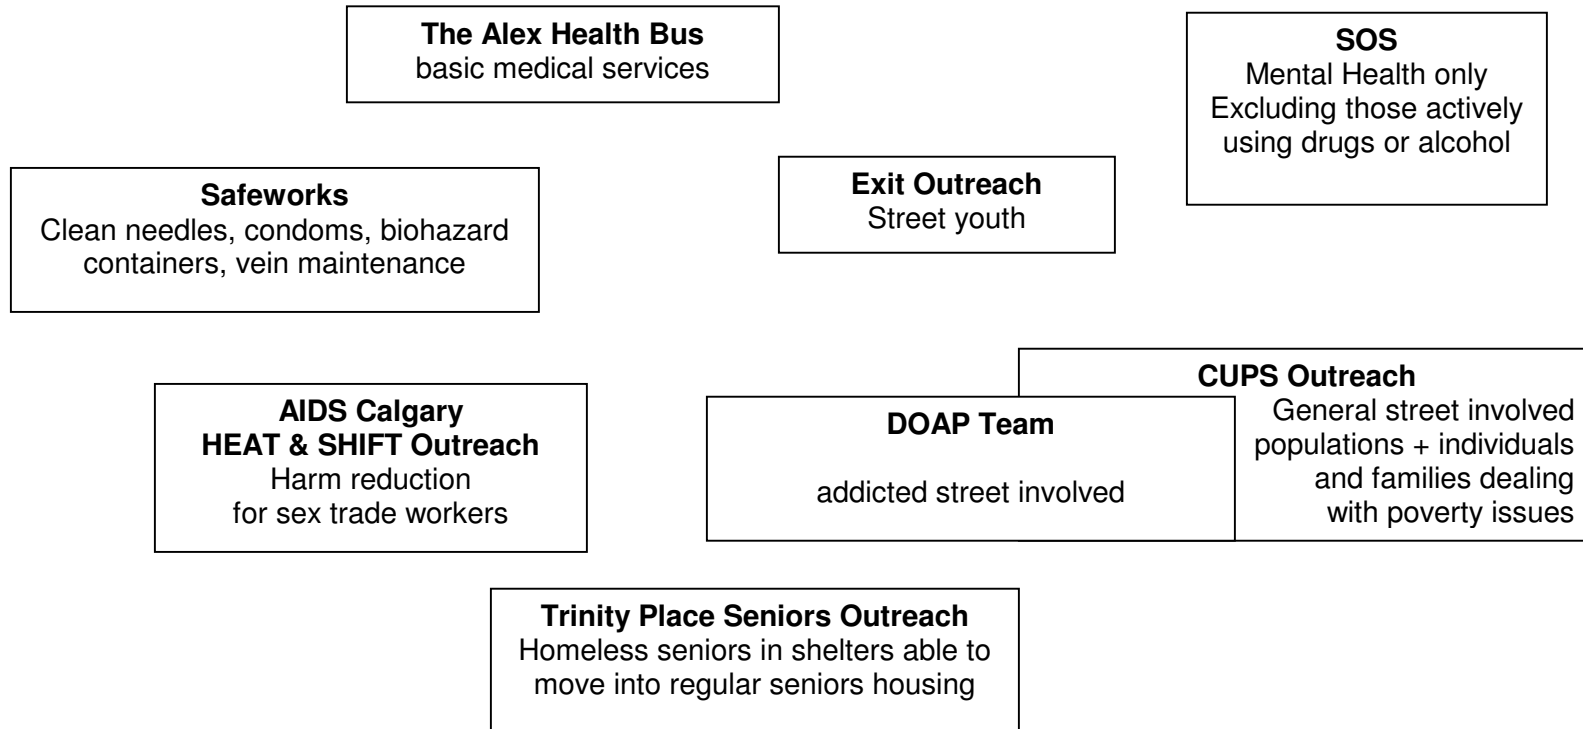 The Alex Health Bus
basic medical services
SOS
Mental Health only
Excluding those actively
using drugs or alcohol
Safeworks
Clean needles, condoms, biohazard
containers, vein maintenance
Exit Outreach
Street youth
AIDS Calgary
HEAT & SHIFT Outreach
Harm reduction
for sex trade workers
DOAP Team
addicted street involved
CUPS Outreach
General street involved
populations + individuals
and families dealing
with poverty issues
Trinity Place Seniors Outreach
Homeless seniors in shelters able to
move into regular seniors housing